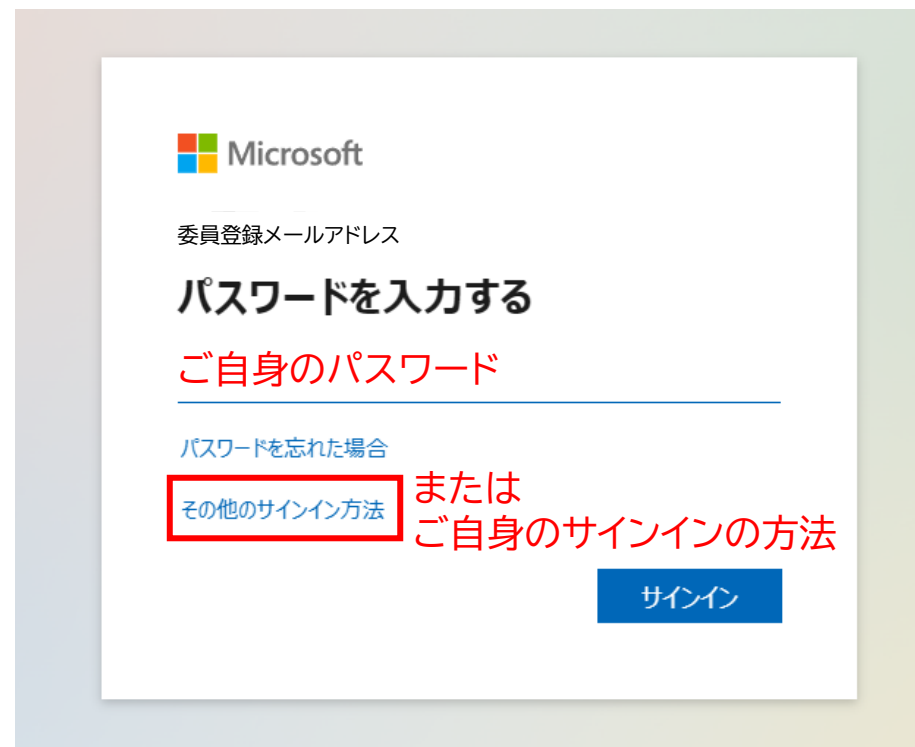 Microsoft
委員登録メールアドレス
パスワードを入力する
ご自身のパスワード
パスワードを忘れた場合
その他のサインイン方法
または
ご自身のサインインの方法
サインイン